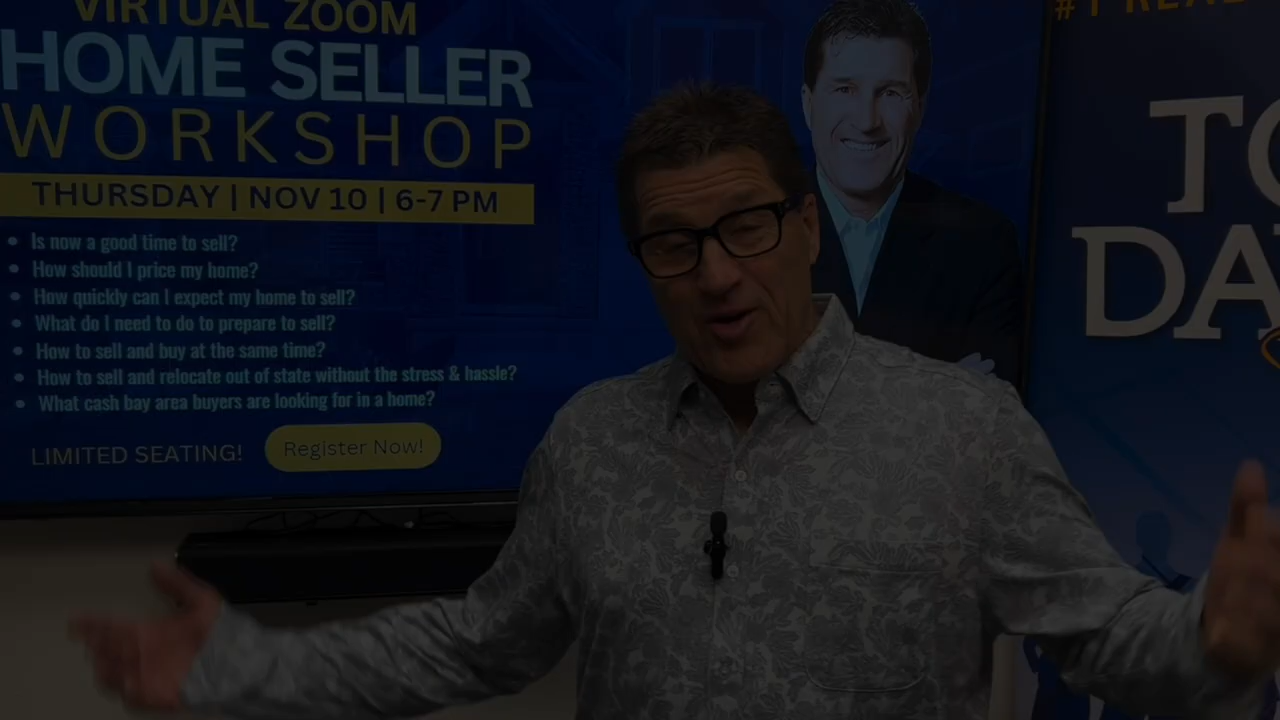 VIRTUAL ZOOM
HOME SELLER
WORKSHOP
THURSDAY | NOV 10 | 6-7 PM
• Is now a good time to sell?
• How should I price my home?
• How quickly can I expect my home to sell?
• What do I need to do to prepare to sell?
• How to sell and buy at the same time?
• How to sell and relocate out of state without the stress & hassle?
• What cash bay area buyers are looking for in a home?
LIMITED SEATING!
Register Now!
#1